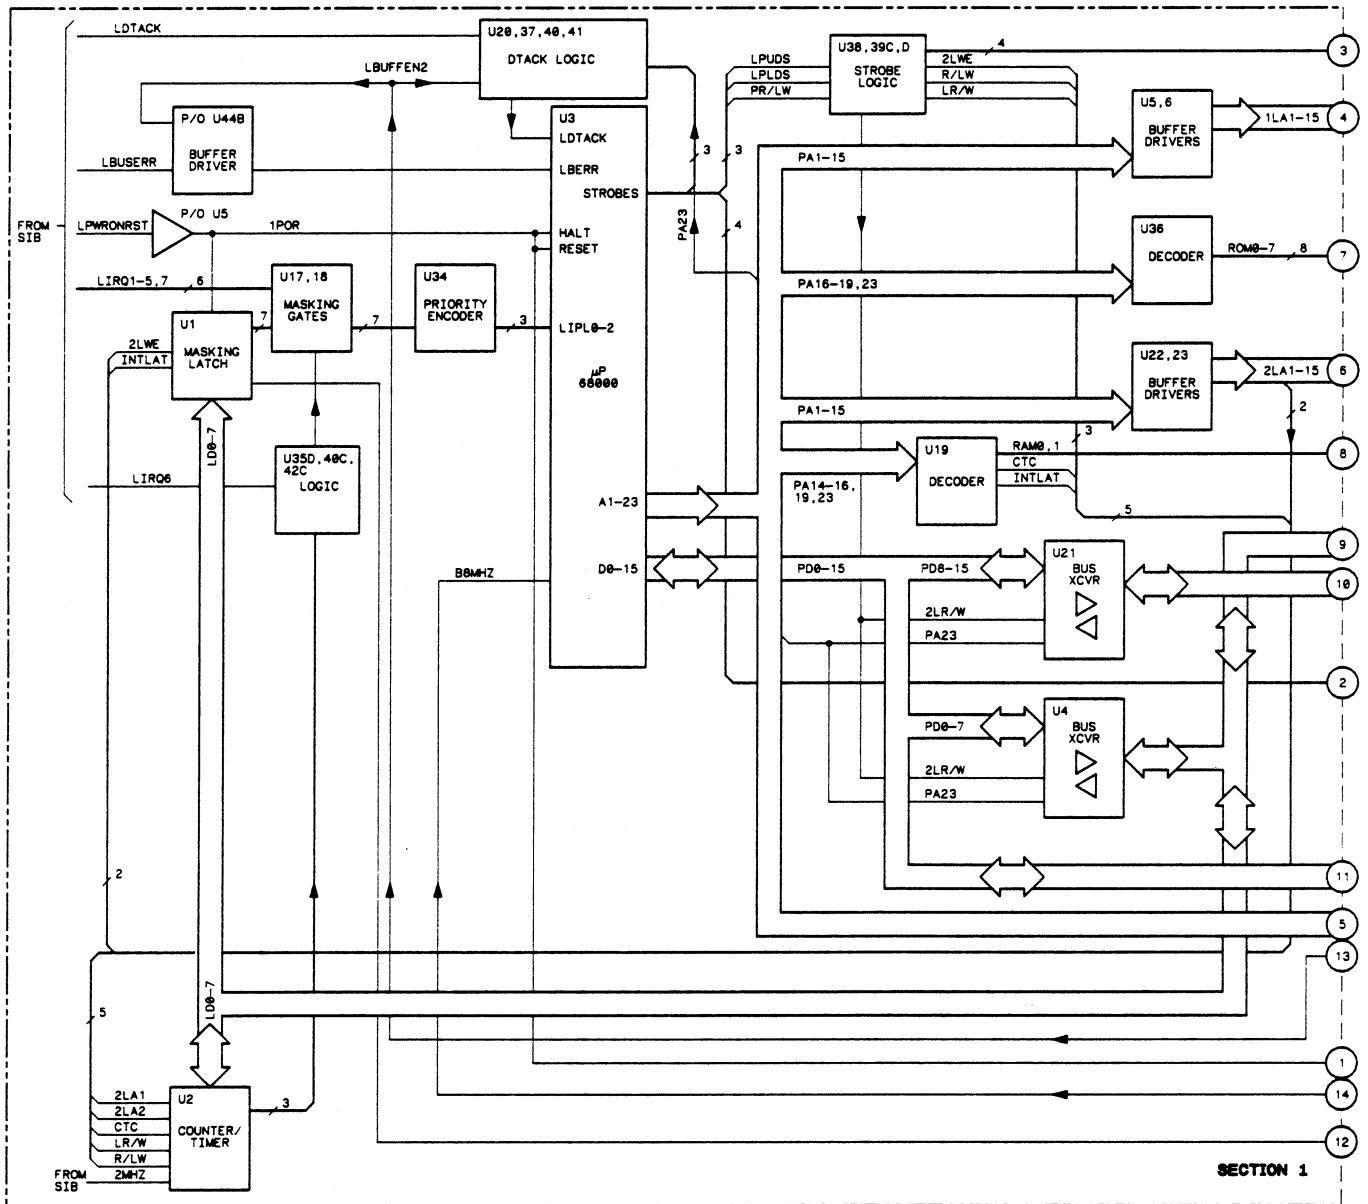 LDTACK
U20,37,40,41
DTACK LOGIC
LBUFFEN2
P/O U44B
BUFFER
DRIVER
LBUSERR
U3
LDTACK
LBERR
STROBES
HALT
RESET
LIPL0-2
µP
68000
A1-23
D0-15
FROM
SIB
LPWRONRST
P/O U5
1POR
LIRQ1-5,7
6
U17,18
MASKING
GATES
7
7
U34
PRIORITY
ENCODER
3
U1
MASKING
LATCH
2LWE
INTLAT
LD0-7
U35D,40C,
42C
LOGIC
LIRQ6
B8MHZ
2
5
LD0-7
U2
COUNTER/
TIMER
3
2LA1
2LA2
CTC
LR/W
R/LW
2MHZ
FROM
SIB
LPUDS
LPLDS
PR/LW
U38,39C,D
STROBE
LOGIC
4
2LWE
R/LW
LR/W
3
3
4
PA23
PA1-15
U5,6
BUFFER
DRIVERS
1LA1-15
PA16-19,23
U36
DECODER
ROM0-7
8
PA1-15
U22,23
BUFFER
DRIVERS
2LA1-15
2
3
PA14-16,
19,23
U19
DECODER
RAM0,1
CTC
INTLAT
5
PD0-15
PD8-15
U21
BUS
XCVR
2LR/W
PA23
PD0-7
U4
BUS
XCVR
2LR/W
PA23
3
4
7
6
8
9
10
2
11
5
13
1
14
12
SECTION 1